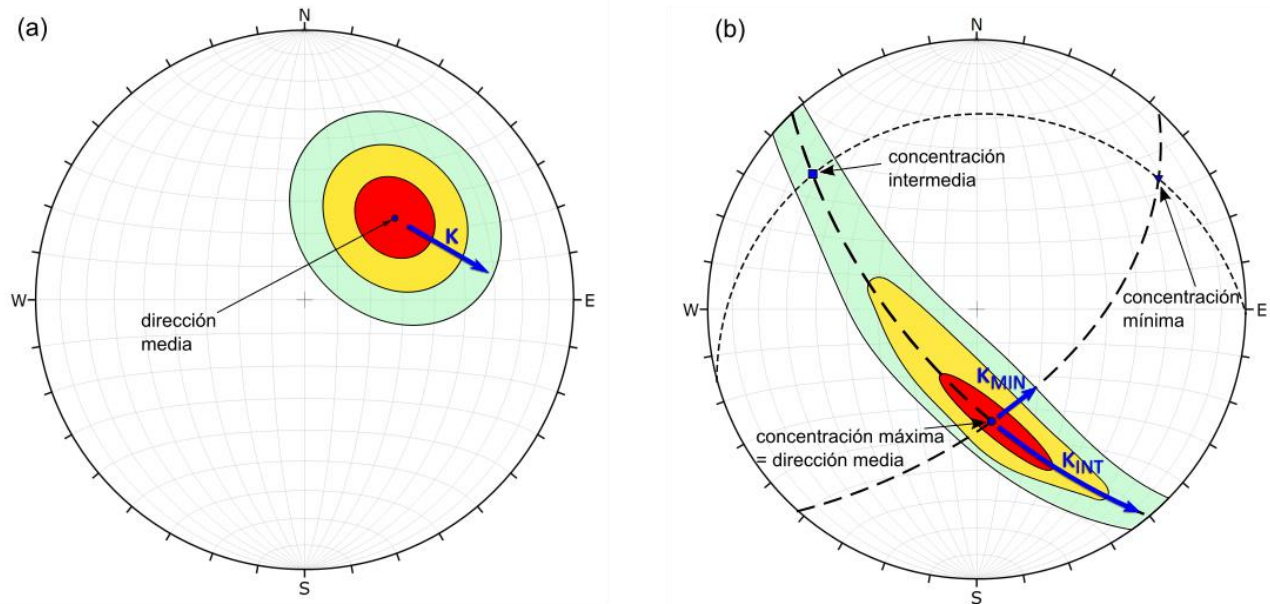 (a)
N
W
E
S
K
dirección
media
(b)
N
W
E
S
concentración
intermedia
concentración
mínima
KMIN
concentración máxima
= dirección media
KINT